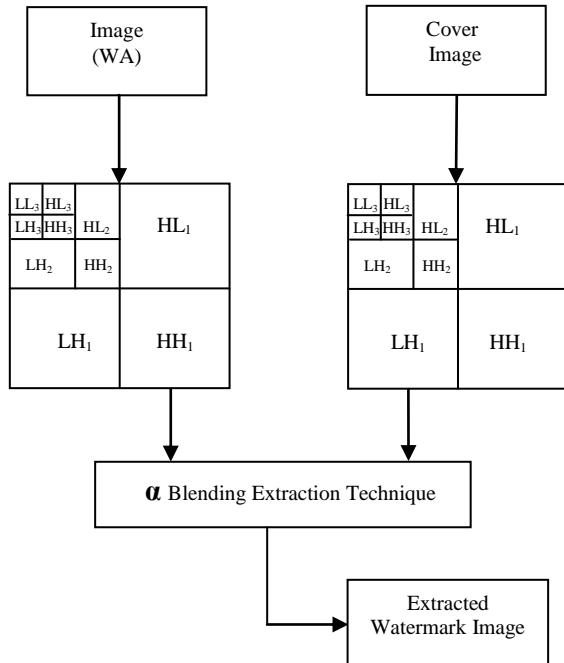 Image
(WA)
Cover
Image
LL₃ HL₃
LH₃ HH₃ HL₂
HL₁
LH₂ HH₂
LH₁ HH₁
LL₃ HL₃
LH₃ HH₃ HL₂
HL₁
LH₂ HH₂
LH₁ HH₁
α Blending Extraction Technique
Extracted
Watermark Image